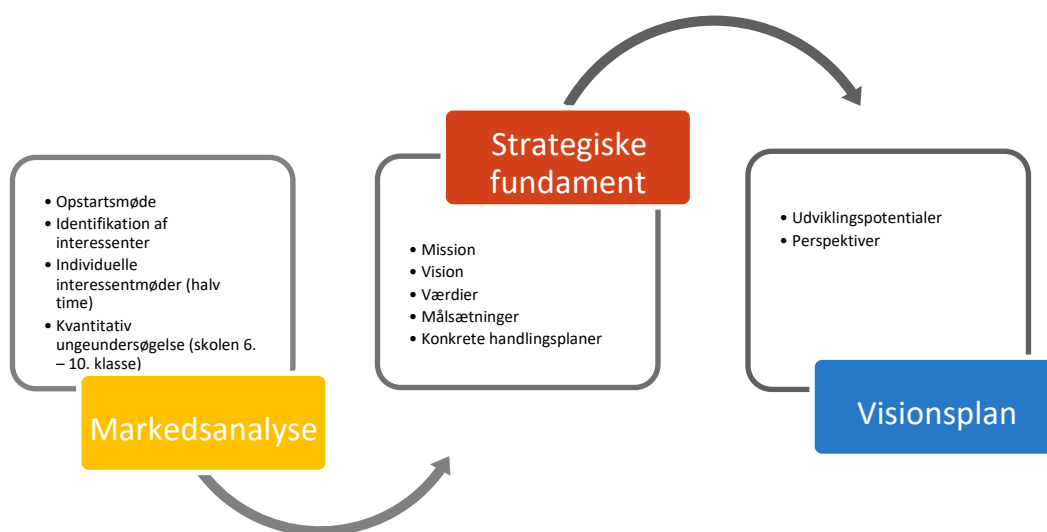 • Opstartsmøde
• Identifikation af
interessenter
• Individuelle
interessentmøder (halv
time)
• Kvantitativ
ungeundersøgelse (skolen 6.
– 10. klasse)
Markedsanalyse
Strategiske
fundament
• Mission
• Vision
• Værdier
• Målsætninger
• Konkrete handlingsplaner
• Udviklingspotentialer
• Perspektiver
Visionsplan